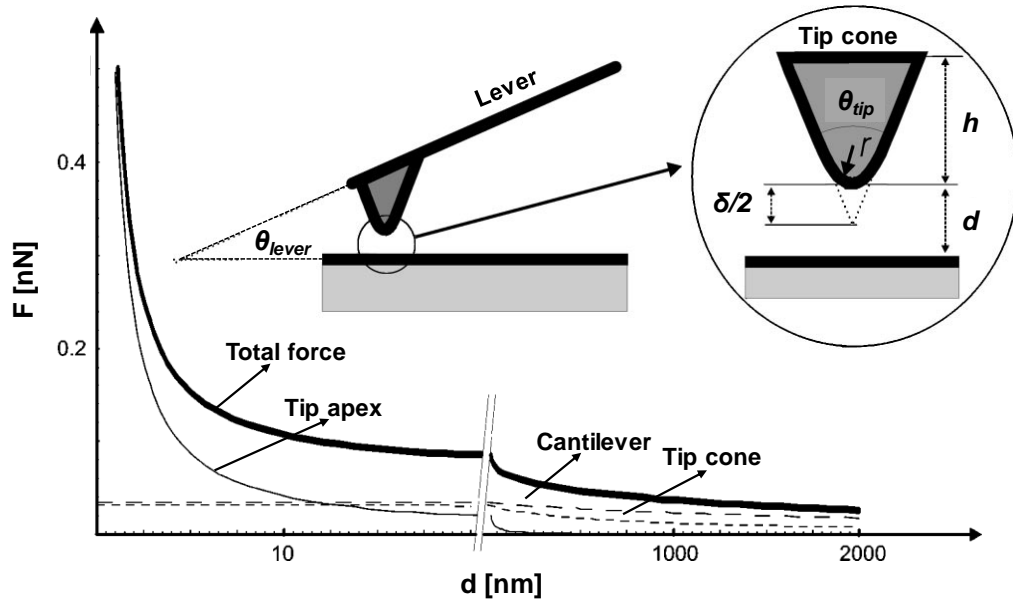 Tip cone
Lever
θtip
r
h
0.4
δ/2
d
θlever
F [nN]
0.2
Total force
Tip apex
Cantilever
Tip cone
10
1000
2000
d [nm]